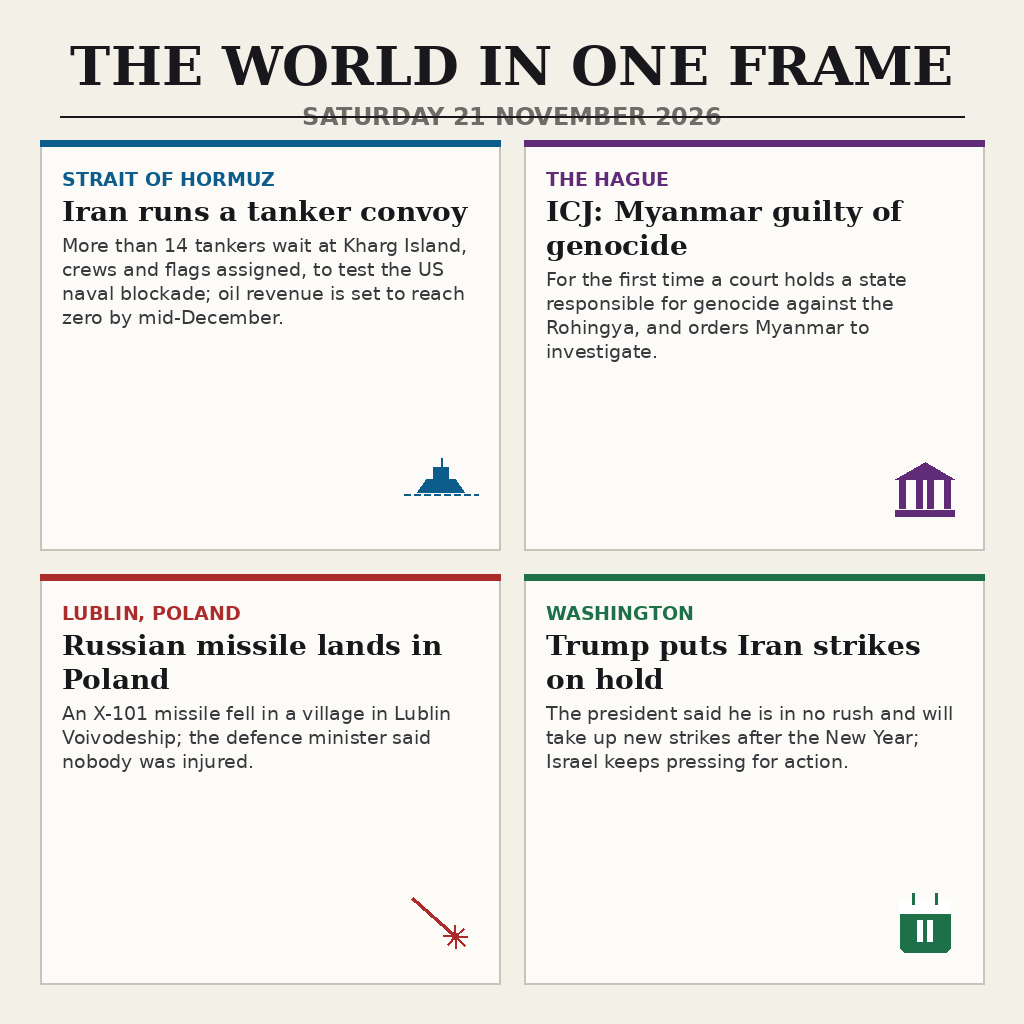 THE WORLD IN ONE FRAME
SATURDAY 21 NOVEMBER 2026
STRAIT OF HORMUZ
Iran runs a tanker convoy
More than 14 tankers wait at Kharg Island,
crews and flags assigned, to test the US
naval blockade; oil revenue is set to reach
zero by mid-December.
THE HAGUE
ICJ: Myanmar guilty of
genocide
For the first time a court holds a state
responsible for genocide against the
Rohingya, and orders Myanmar to
investigate.
LUBLIN, POLAND
Russian missile lands in
Poland
An X-101 missile fell in a village in Lublin
Voivodeship; the defence minister said
nobody was injured.
WASHINGTON
Trump puts Iran strikes
on hold
The president said he is in no rush and will
take up new strikes after the New Year;
Israel keeps pressing for action.